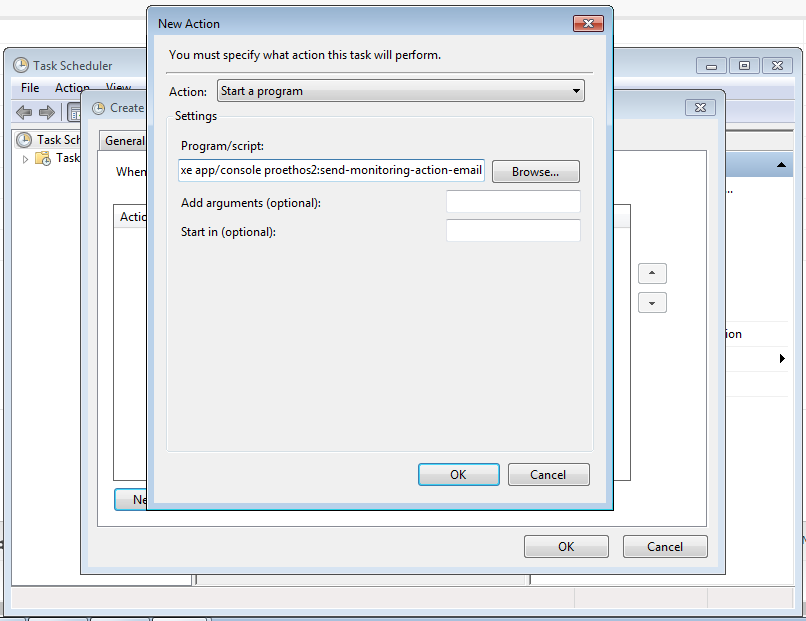 New Action
You must specify what action this task will perform.
Task Scheduler
File Action View
Action: Start a program
Create
Settings
Task Sch
General
Program/script:
Task
When
xe app/console proethos2:send-monitoring-action-email Browse...
Add arguments (optional):
Actio
Start in (optional):
ion
OK Cancel
Ne
OK Cancel